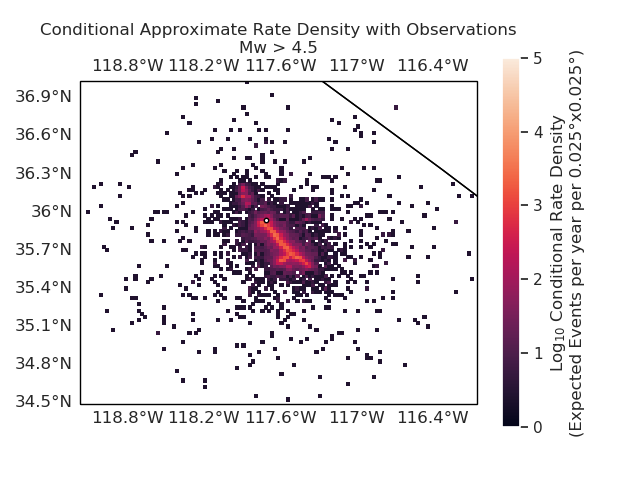 Conditional Approximate Rate Density with Observations
Mw > 4.5
118.8°W 118.2°W 117.6°W 117°W 116.4°W
36.9°N
36.6°N
36.3°N
36°N
35.7°N
35.4°N
35.1°N
34.8°N
34.5°N
118.8°W 118.2°W 117.6°W 117°W 116.4°W
5
4
3
2
1
0
Log₁₀ Conditional Rate Density
(Expected Events per year per 0.025°x0.025°)